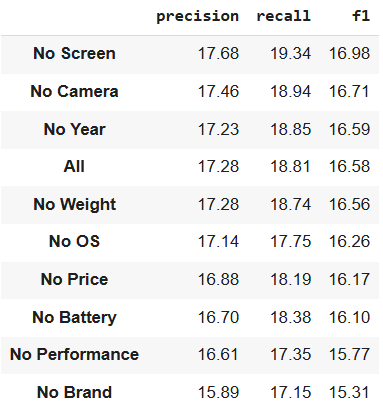 precision recall f1
No Screen 17.68 19.34 16.98
No Camera 17.46 18.94 16.71
No Year 17.23 18.85 16.59
All 17.28 18.81 16.58
No Weight 17.28 18.74 16.56
No OS 17.14 17.75 16.26
No Price 16.88 18.19 16.17
No Battery 16.70 18.38 16.10
No Performance 16.61 17.35 15.77
No Brand 15.89 17.15 15.31